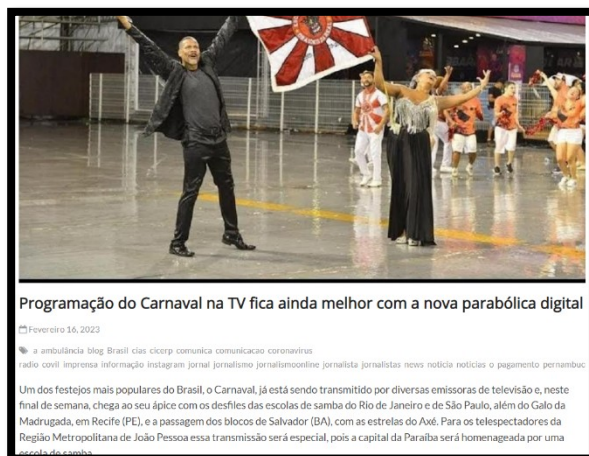 Programação do Carnaval na TV fica ainda melhor com a nova parabólica digital
Fevereiro 16, 2023
a ambulância blog Brasil cias cicerp comunica comunicacao coronavirus
radio covil imprensa informação instagram jornal jornalismo jornalismoonline jornalista jornalistas news noticia noticias o pagamento pernambuc
Um dos festejos mais populares do Brasil, o Carnaval, já está sendo transmitido por diversas emissoras de televisão e, neste
final de semana, chega ao seu ápice com os desfiles das escolas de samba do Rio de Janeiro e de São Paulo, além do Galo da
Madrugada, em Recife (PE), e a passagem dos blocos de Salvador (BA), com as estrelas do Axé. Para os telespectadores da
Região Metropolitana de João Pessoa essa transmissão será especial, pois a capital da Paraíba será homenageada por uma
escola de samba